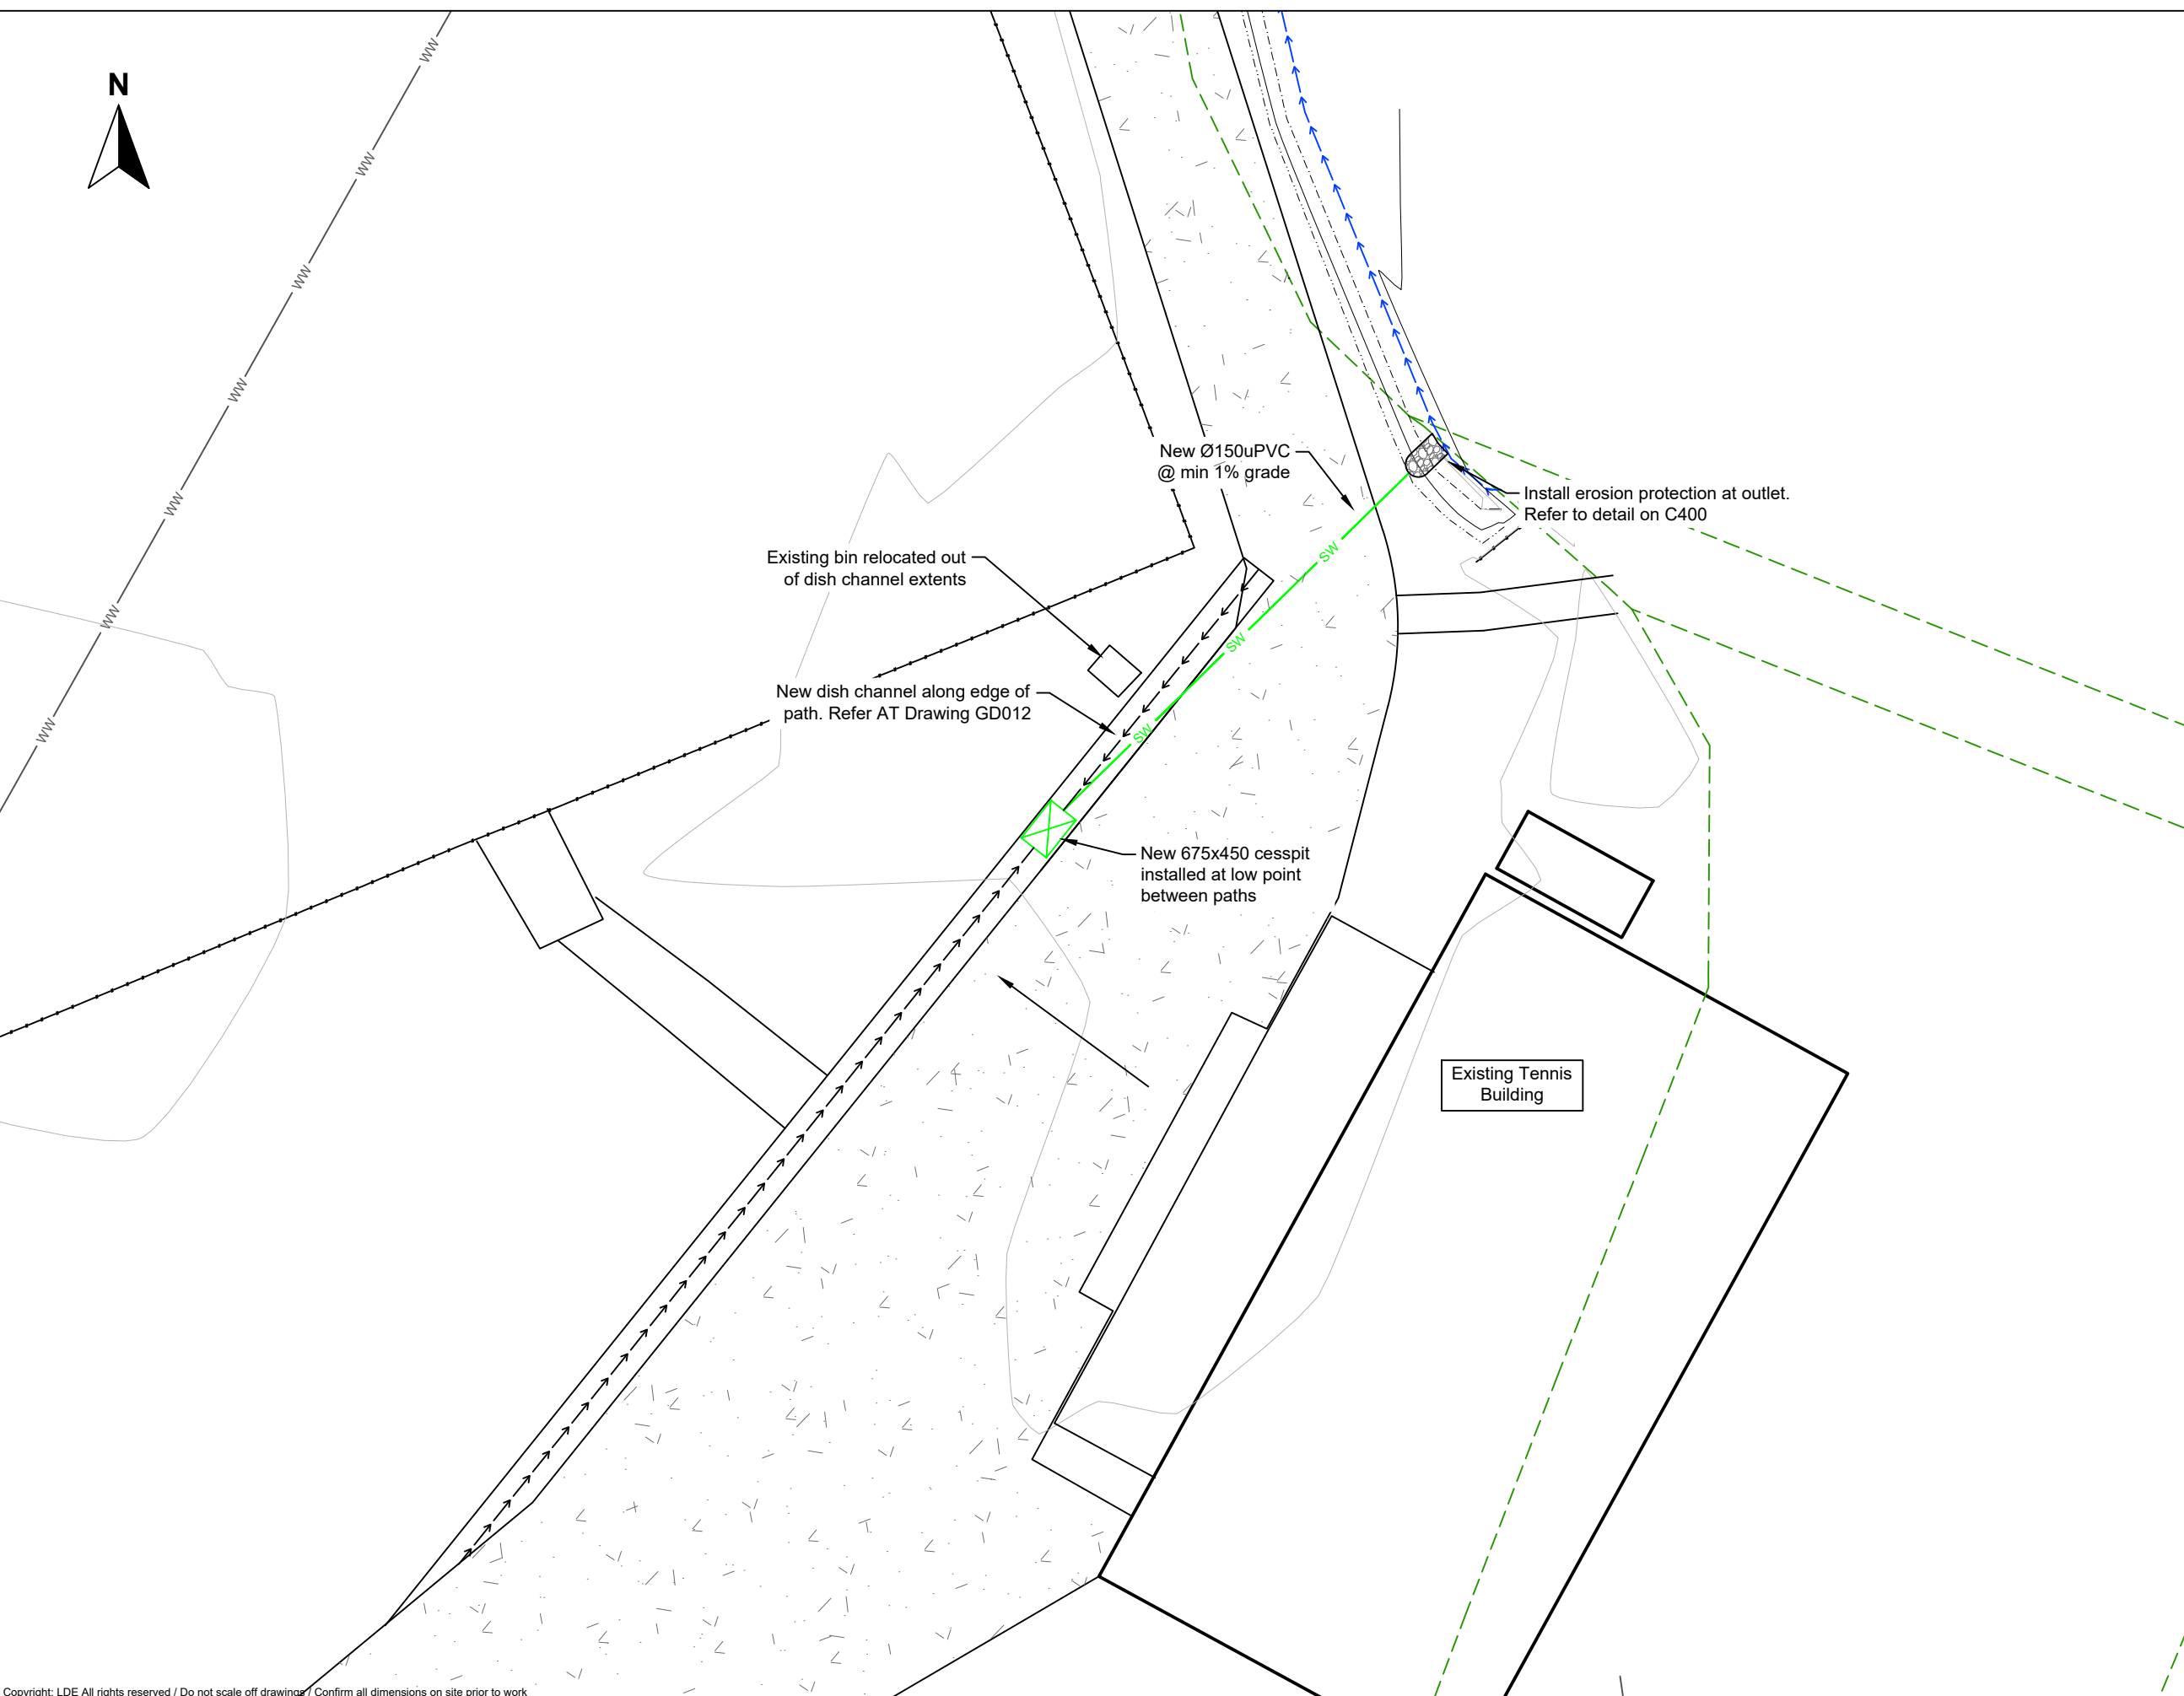 N
WW
WW
WW
WW
WW
WW
WW
New Ø150uPVC
@ min 1% grade
Install erosion protection at outlet.
Refer to detail on C400
SW
Existing bin relocated out
of dish channel extents
SW
New dish channel along edge of
path. Refer AT Drawing GD012
SW
New 675x450 cesspit
installed at low point
between paths
Existing Tennis
Building
Copyright: LDE All rights reserved / Do not scale off drawings / Confirm all dimensions on site prior to work